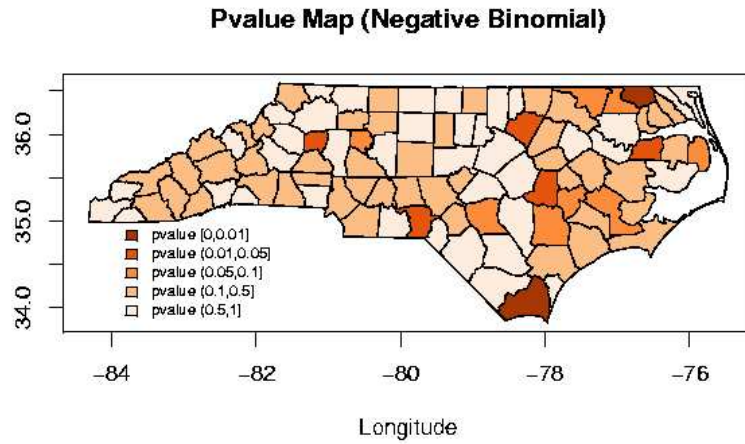 Pvalue Map (Negative Binomial)
36.0
35.0
34.0
pvalue [0,0.01]
pvalue (0.01,0.05]
pvalue (0.05,0.1]
pvalue (0.1,0.5]
pvalue (0.5,1]
−84 −82 −80 −78 −76
Longitude